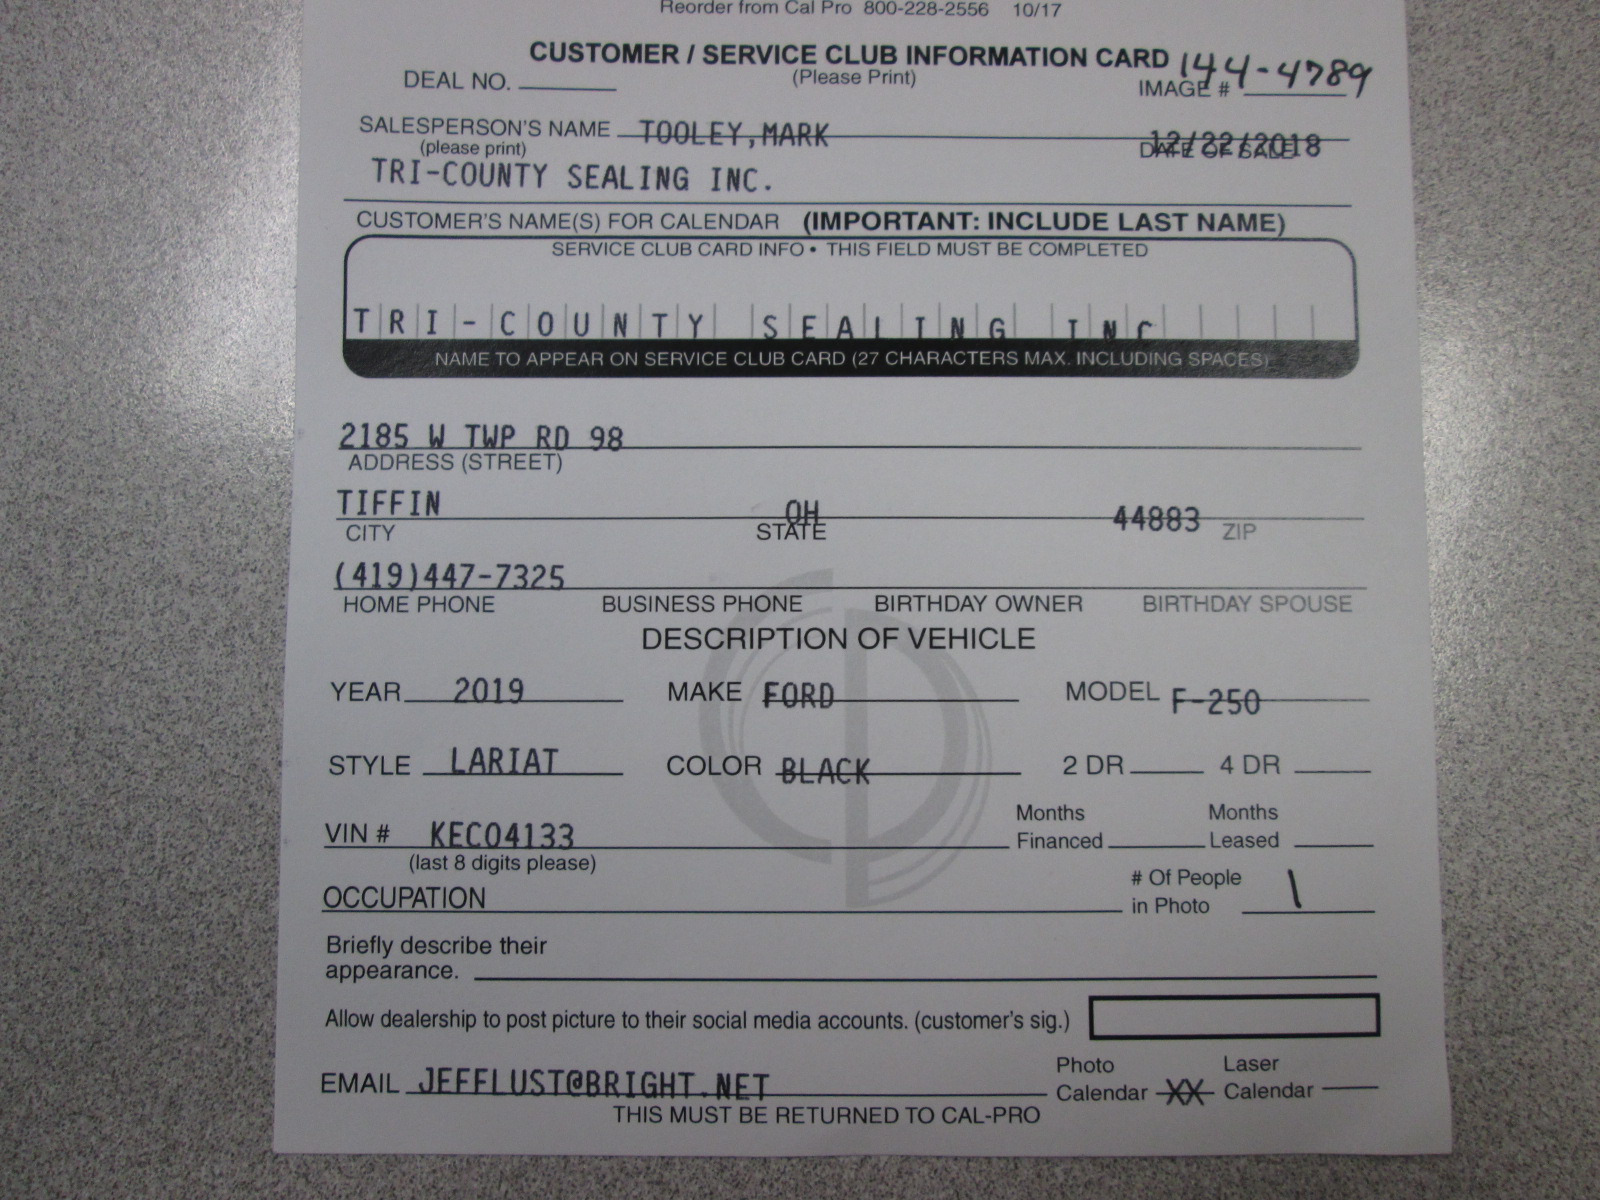 Reorder from Cal Pro 800-228-2556 10/17
CUSTOMER / SERVICE CLUB INFORMATION CARD 144-4789
DEAL NO. (Please Print) IMAGE #
SALESPERSON'S NAME TOOLEY,MARK 12/22/2018
(please print) DATE OF SALE
TRI-COUNTY SEALING INC.
CUSTOMER'S NAME(S) FOR CALENDAR (IMPORTANT: INCLUDE LAST NAME)
SERVICE CLUB CARD INFO • THIS FIELD MUST BE COMPLETED
TRI-COUNTY SEALING INC
NAME TO APPEAR ON SERVICE CLUB CARD (27 CHARACTERS MAX. INCLUDING SPACES)
2185 W TWP RD 98
ADDRESS (STREET)
TIFFIN OH 44883
CITY STATE ZIP
(419)447-7325
HOME PHONE BUSINESS PHONE BIRTHDAY OWNER BIRTHDAY SPOUSE
DESCRIPTION OF VEHICLE
YEAR 2019 MAKE FORD MODEL F-250
STYLE LARIAT COLOR BLACK 2 DR 4 DR
Months Months
VIN # KEC04133 Financed Leased
(last 8 digits please)
# Of People
OCCUPATION in Photo 1
Briefly describe their
appearance.
Allow dealership to post picture to their social media accounts. (customer's sig.)
Photo Laser
EMAIL JEFFLUST@BRIGHT.NET Calendar XX Calendar
THIS MUST BE RETURNED TO CAL-PRO